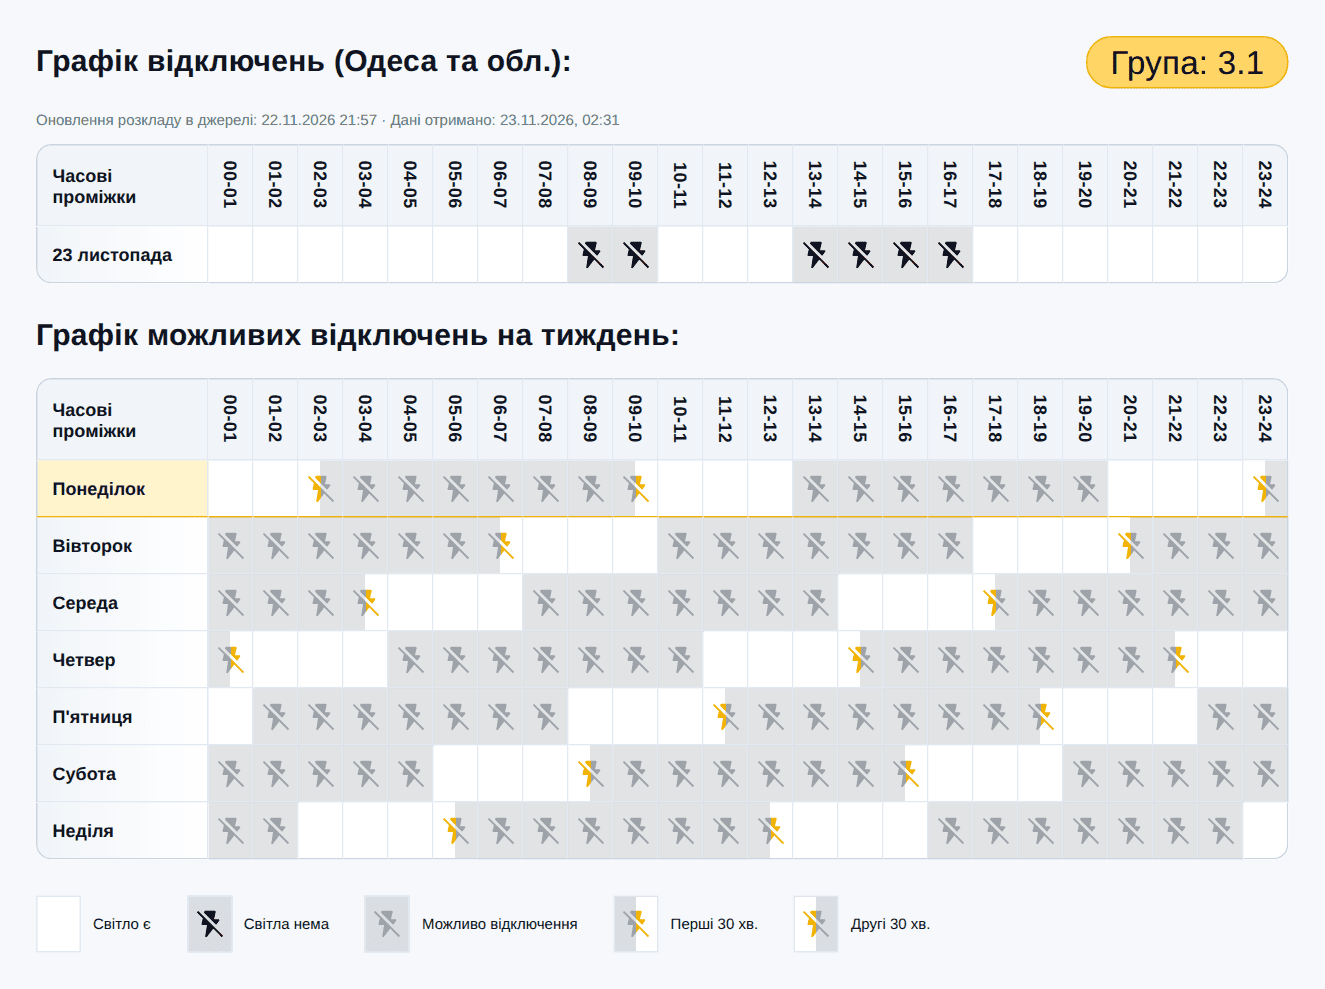 Графік відключень (Одеса та обл.):
Група: 3.1
Оновлення розкладу в джерелі: 22.11.2026 21:57 · Дані отримано: 23.11.2026, 02:31
Часові проміжки 00-01 01-02 02-03 03-04 04-05 05-06 06-07 07-08 08-09 09-10 10-11 11-12 12-13 13-14 14-15 15-16 16-17 17-18 18-19 19-20 20-21 21-22 22-23 23-24
23 листопада
Графік можливих відключень на тиждень:
Часові проміжки 00-01 01-02 02-03 03-04 04-05 05-06 06-07 07-08 08-09 09-10 10-11 11-12 12-13 13-14 14-15 15-16 16-17 17-18 18-19 19-20 20-21 21-22 22-23 23-24
Понеділок
Вівторок
Середа
Четвер
П'ятниця
Субота
Неділя
Світло є Світла нема Можливо відключення Перші 30 хв. Другі 30 хв.